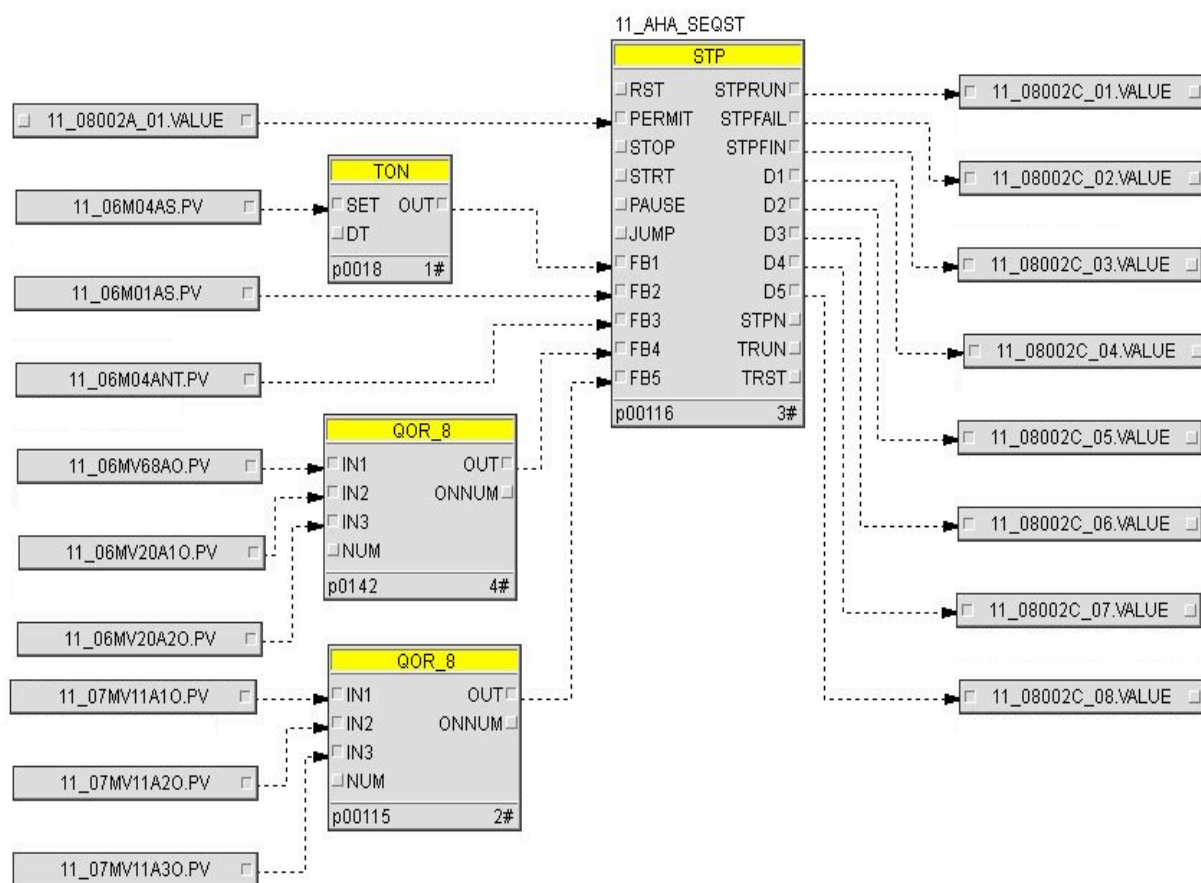 11_AHA_SEQST
STP
RST STPRUN
PERMIT STPFAIL
STOP STPFIN
STRT D1
PAUSE D2
JUMP D3
FB1 D4
FB2 D5
FB3 STPN
FB4 TRUN
FB5 TRST
p00116 3#
11_08002A_01.VALUE
11_06M04AS.PV
11_06M01AS.PV
11_06M04ANT.PV
11_06MV68AO.PV
11_06MV20A1O.PV
11_06MV20A2O.PV
11_07MV11A1O.PV
11_07MV11A2O.PV
11_07MV11A3O.PV
TON
SET OUT
DT
p0018 1#
QOR_8
IN1 OUT
IN2 ONNUM
IN3
NUM
p0142 4#
QOR_8
IN1 OUT
IN2 ONNUM
IN3
NUM
p00115 2#
11_08002C_01.VALUE
11_08002C_02.VALUE
11_08002C_03.VALUE
11_08002C_04.VALUE
11_08002C_05.VALUE
11_08002C_06.VALUE
11_08002C_07.VALUE
11_08002C_08.VALUE